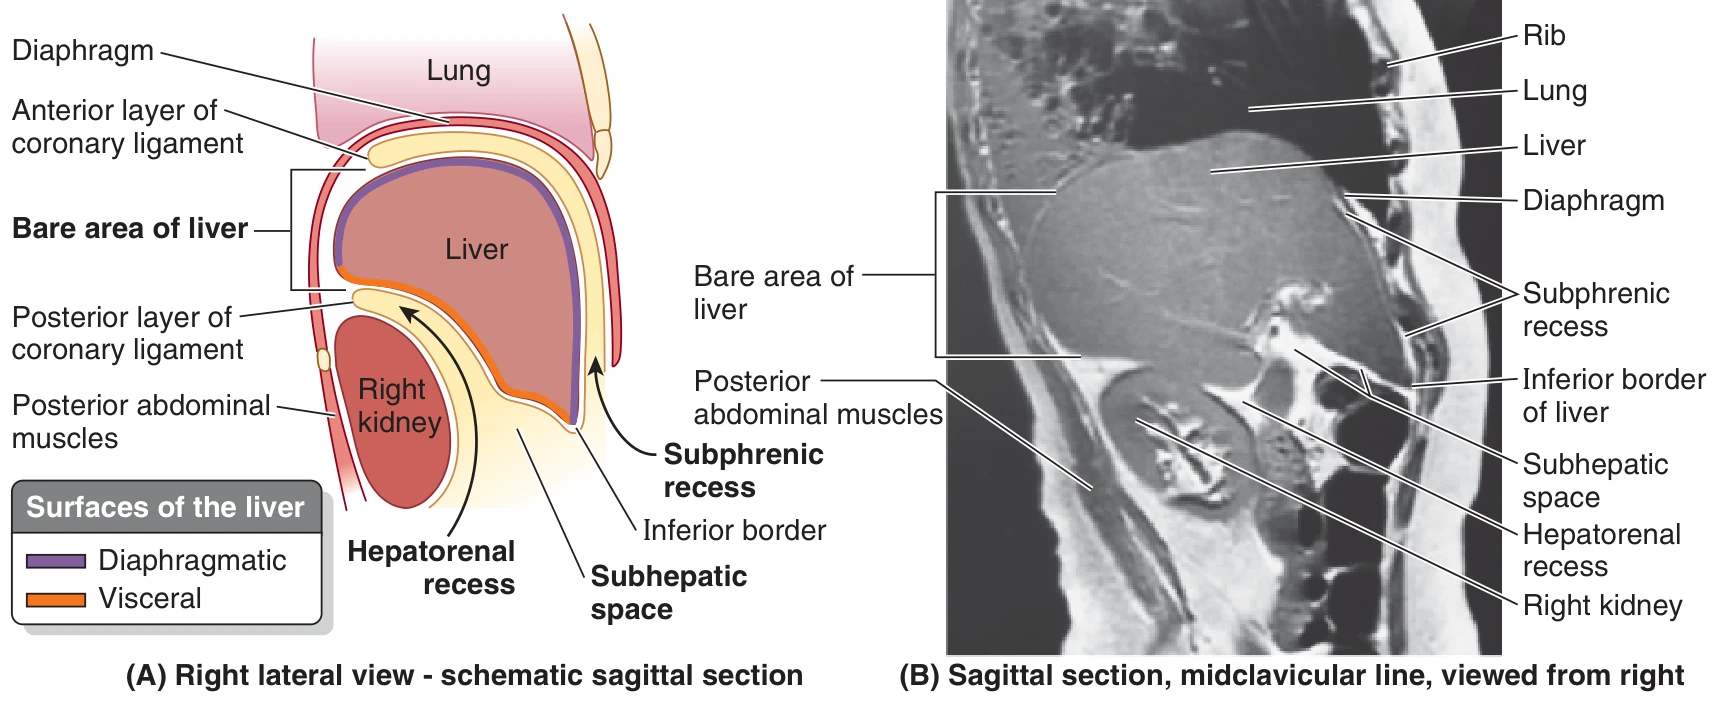 Diaphragm
Lung
Anterior layer of
coronary ligament
Bare area of liver
Liver
Posterior layer of
coronary ligament
Right
kidney
Posterior abdominal
muscles
Surfaces of the liver
Diaphragmatic
Visceral
Hepatorenal
recess
Subphrenic
recess
Inferior border
Subhepatic
space
(A) Right lateral view - schematic sagittal section
Bare area of
liver
Posterior
abdominal muscles
Rib
Lung
Liver
Diaphragm
Subphrenic
recess
Inferior border
of liver
Subhepatic
space
Hepatorenal
recess
Right kidney
(B) Sagittal section, midclavicular line, viewed from right